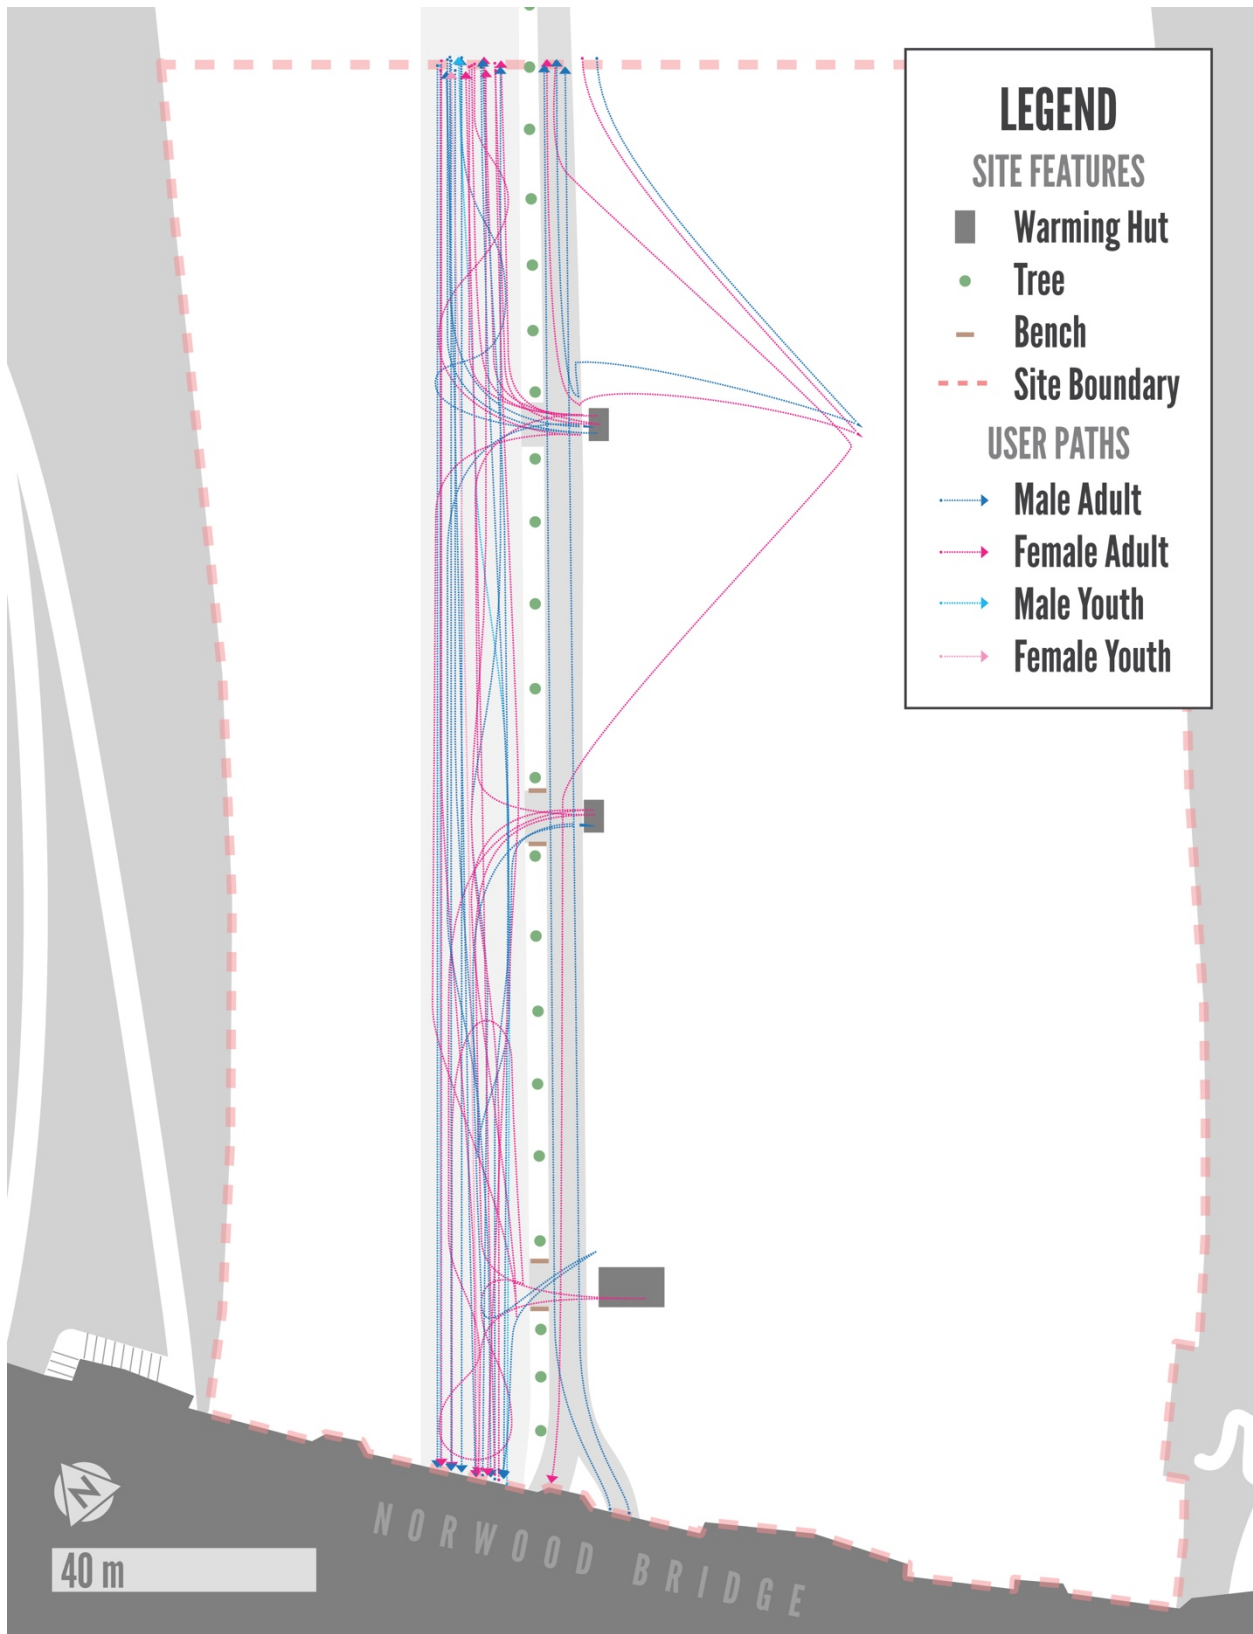 LEGEND
SITE FEATURES
Warming Hut
Tree
Bench
Site Boundary
USER PATHS
Male Adult
Female Adult
Male Youth
Female Youth
NORWOOD BRIDGE
N
40 m